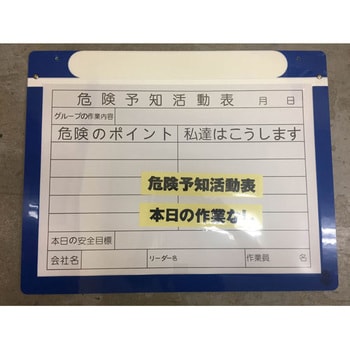 危険予知活動表 月 日
グループの作業内容
危険のポイント 私達はこうします
危険予知活動表
本日の作業なし
本日の安全目標
会社名 リーダー名 作業員 名